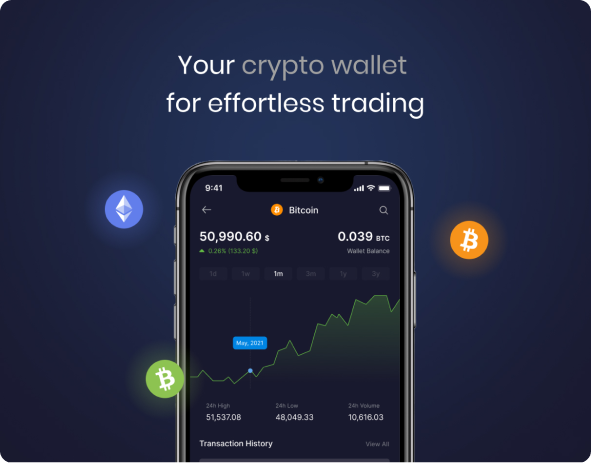 Your crypto wallet
for effortless trading
9:41
Bitcoin
50,990.60 $
0.039 BTC
0.26% (133.20 $)
Wallet Balance
1d 1w 1m 3m 1y 3y
May, 2021
24h High 24h Low 24h Volume
51,537.08 48,049.33 10,616.03
Transaction History View All